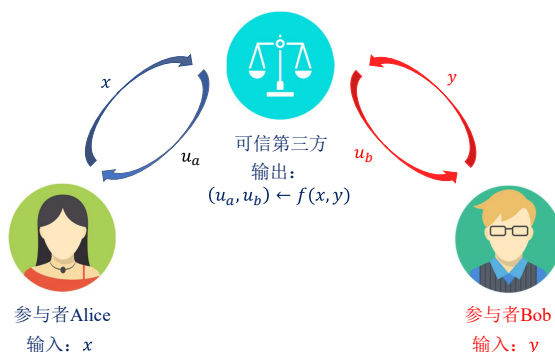 x
y
u_a
u_b
可信第三方
输出：
(u_a, u_b) ← f(x, y)
参与者Alice
输入：x
参与者Bob
输入：y